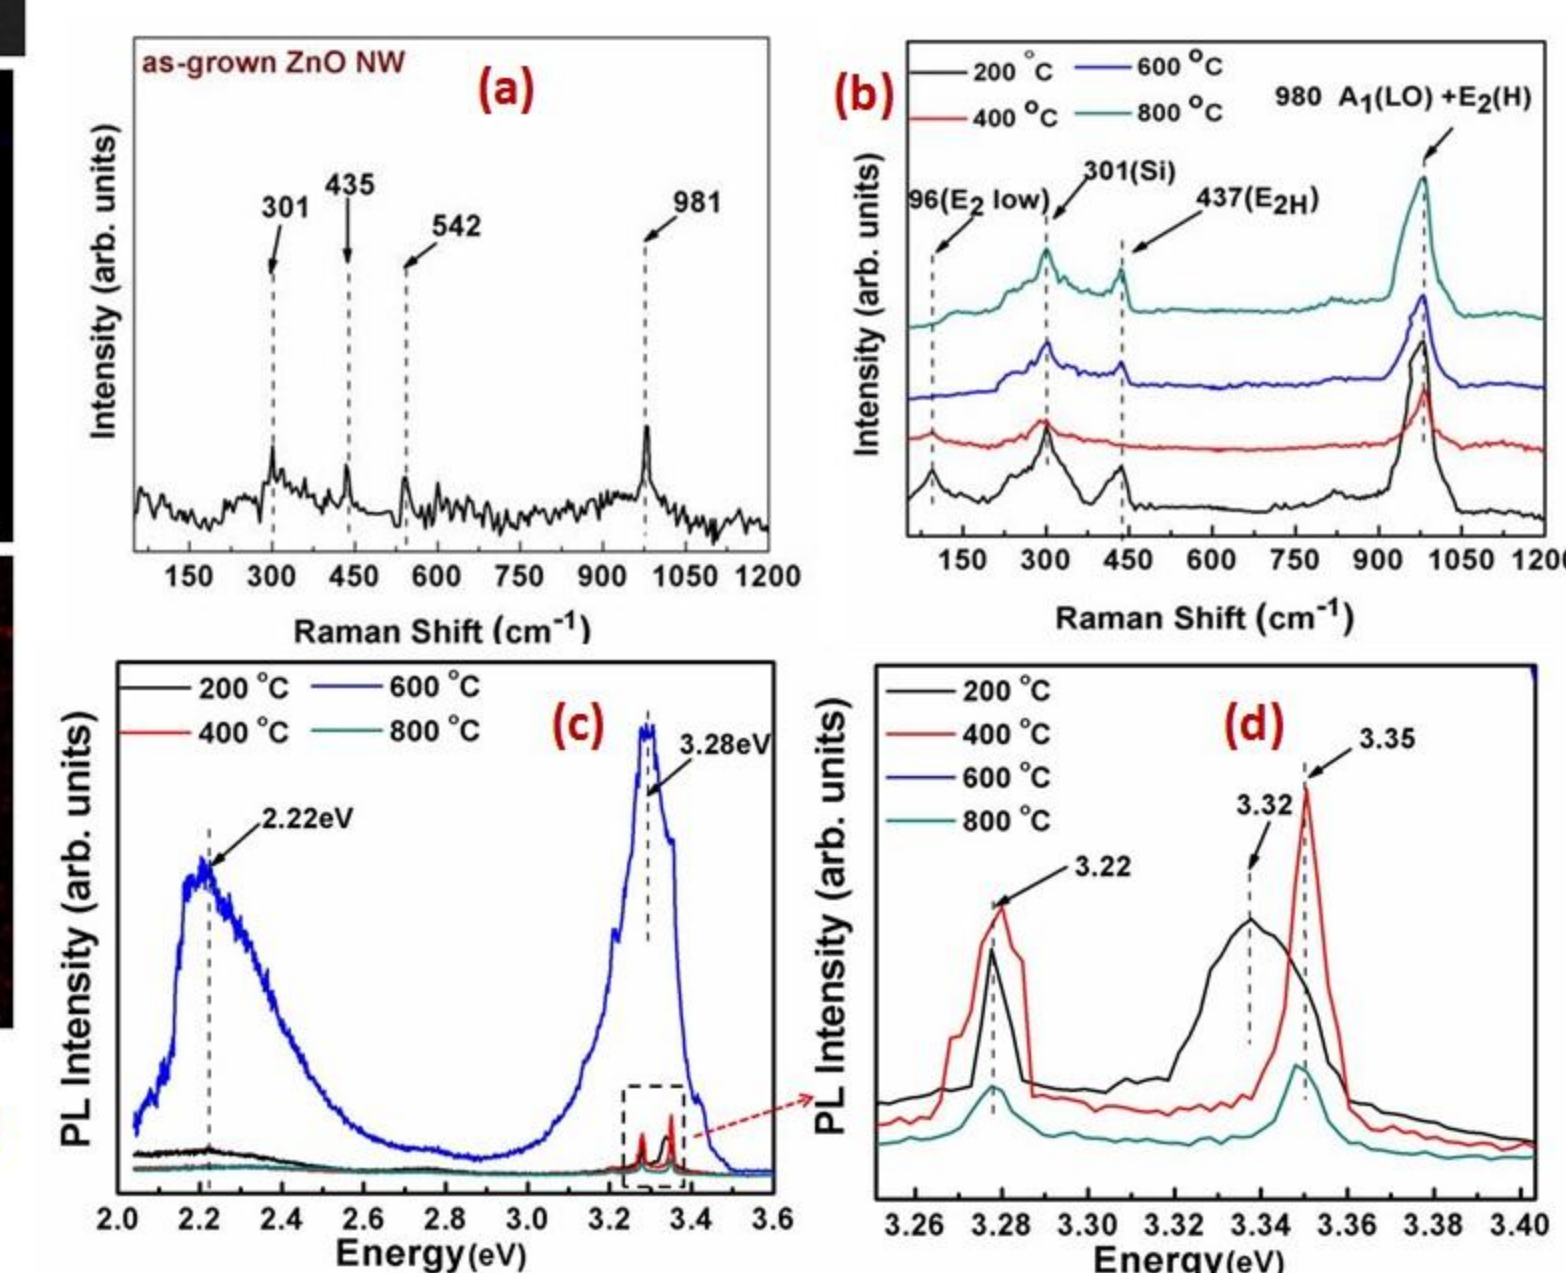 as-grown ZnO NW
(a)
301
435
542
981
Intensity (arb. units)
150 300 450 600 750 900 1050 1200
Raman Shift (cm⁻¹)
(b)
200 °C
400 °C
600 °C
800 °C
980 A₁(LO) +E₂(H)
96(E₂ low)
301(Si)
437(E₂H)
Intensity (arb. units)
150 300 450 600 750 900 1050 120
Raman Shift (cm⁻¹)
(c)
200 °C
400 °C
600 °C
800 °C
2.22eV
3.28eV
PL Intensity (arb. units)
2.0 2.2 2.4 2.6 2.8 3.0 3.2 3.4 3.6
Energy(eV)
(d)
200 °C
400 °C
600 °C
800 °C
3.22
3.32
3.35
PL Intensity (arb. units)
3.26 3.28 3.30 3.32 3.34 3.36 3.38 3.40
Energy(eV)